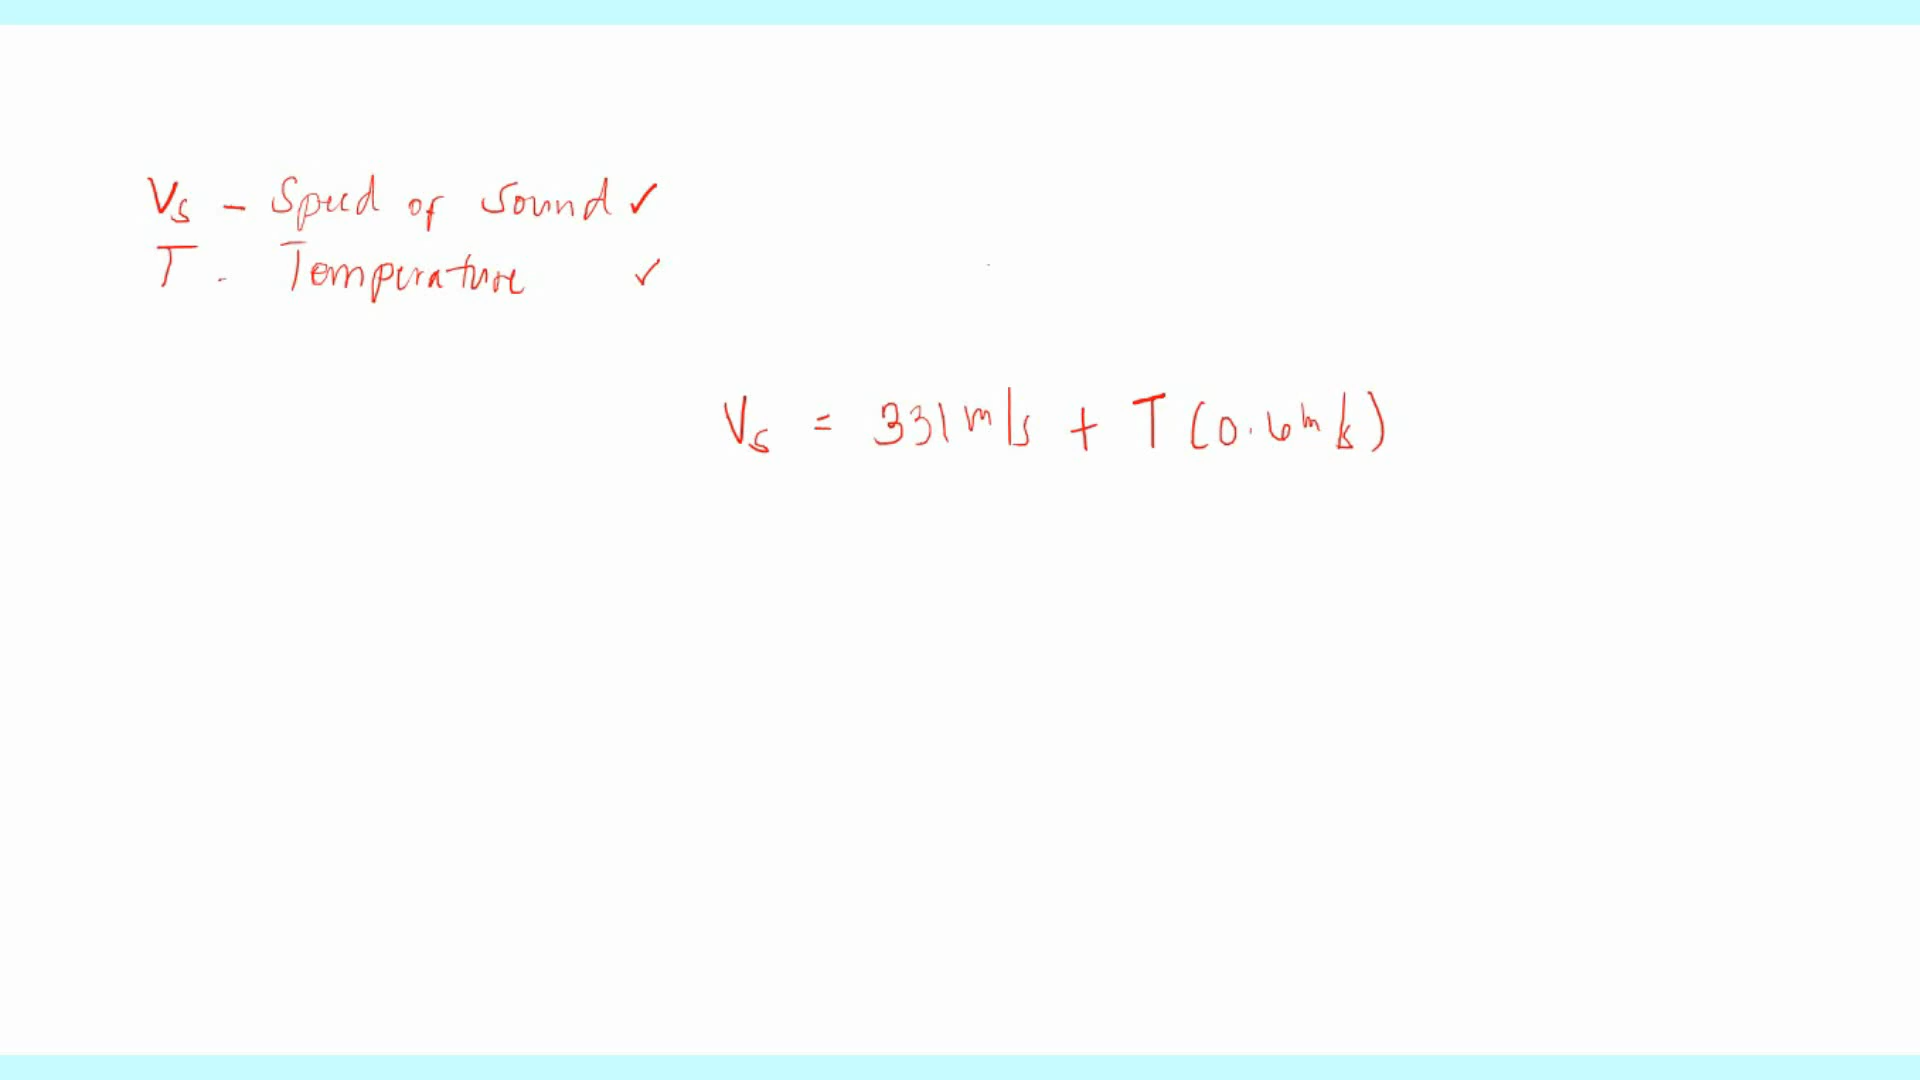 Vs - Speed of Sound ✓
T - Temperature ✓
Vs = 331 m/s + T (0.6 m/s)